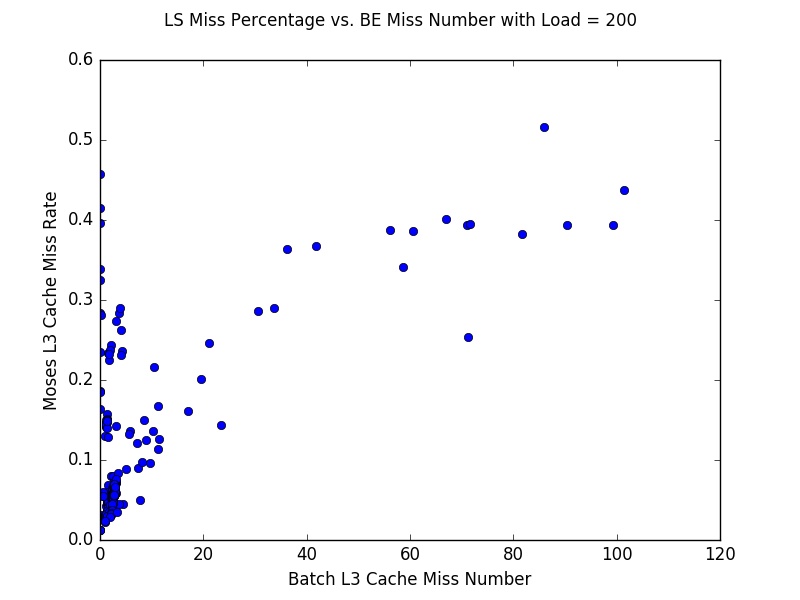 LS Miss Percentage vs. BE Miss Number with Load = 200
0.6
0.5
0.4
0.3
0.2
0.1
0.0
Moses L3 Cache Miss Rate
0 20 40 60 80 100 120
Batch L3 Cache Miss Number